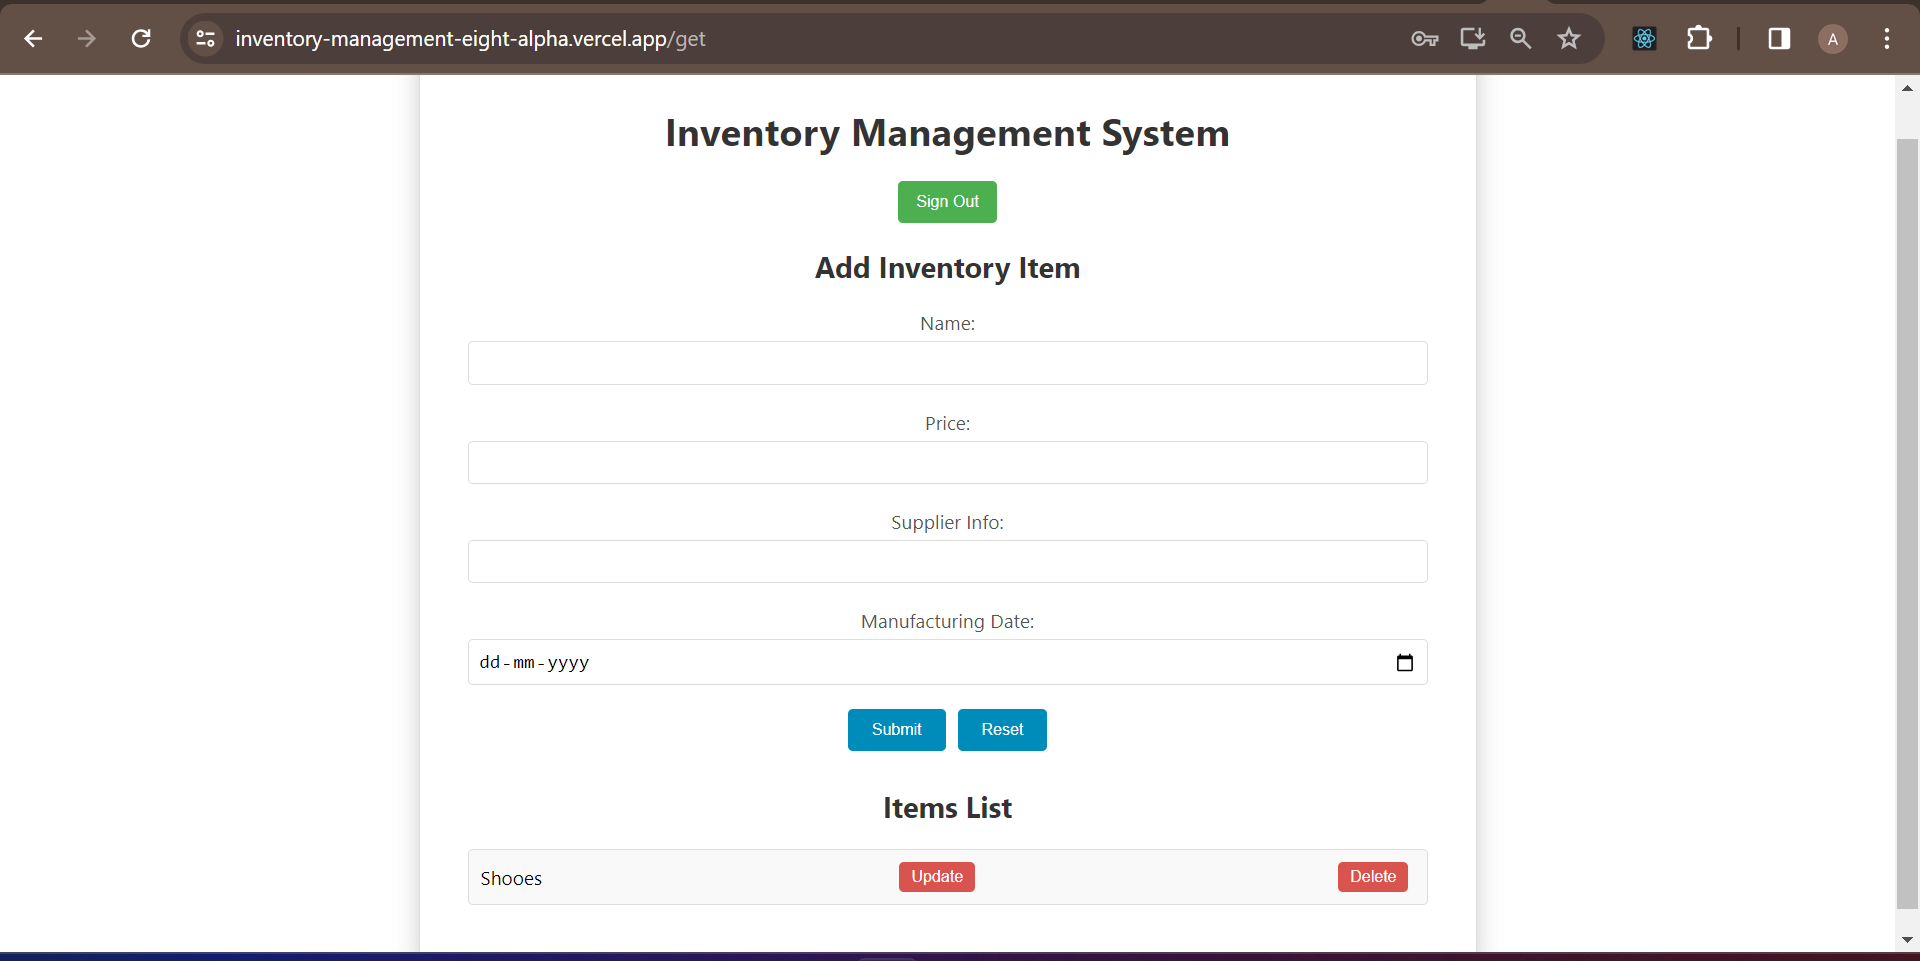 inventory-management-eight-alpha.vercel.app/get
A
Inventory Management System
Sign Out
Add Inventory Item
Name:
Price:
Supplier Info:
Manufacturing Date:
dd-mm-yyyy
Submit Reset
Items List
Shooes Update Delete